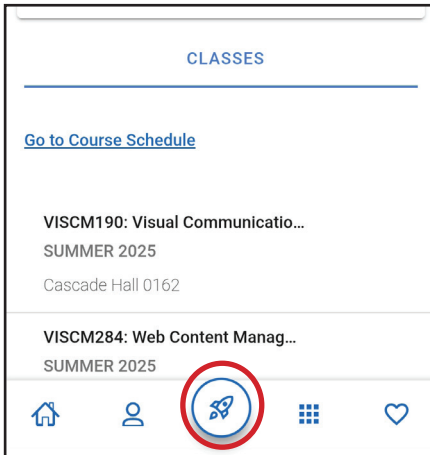 CLASSES
Go to Course Schedule
VISCM190: Visual Communicatio...
SUMMER 2025
Cascade Hall 0162
VISCM284: Web Content Manag...
SUMMER 2025